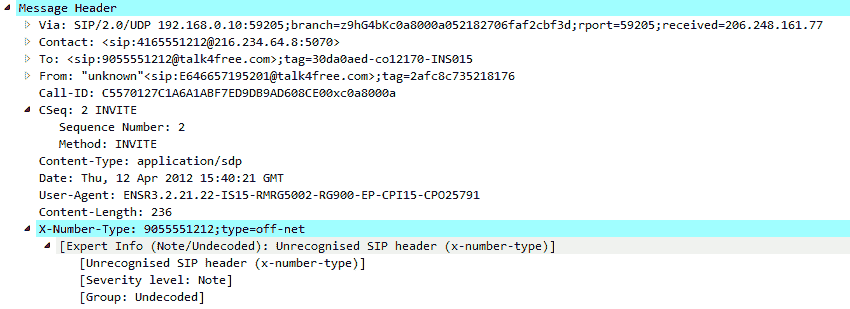 Message Header
Via: SIP/2.0/UDP 192.168.0.10:59205;branch=z9hG4bKc0a8000a052182706faf2cbf3d;rport=59205;received=206.248.161.77
Contact: <sip:4165551212@216.234.64.8:5070>
To: <sip:9055551212@talk4free.com>;tag=30da0aed-co12170-INS015
From: "unknown"<sip:E646657195201@talk4free.com>;tag=2afc8c735218176
Call-ID: C5570127C1A6A1ABF7ED9DB9AD608CE00xc0a8000a
CSeq: 2 INVITE
Sequence Number: 2
Method: INVITE
Content-Type: application/sdp
Date: Thu, 12 Apr 2012 15:40:21 GMT
User-Agent: ENSR3.2.21.22-IS15-RMRG5002-RG900-EP-CPI15-CPO25791
Content-Length: 236
X-Number-Type: 9055551212;type=off-net
[Expert Info (Note/Undecoded): Unrecognised SIP header (x-number-type)]
[Unrecognised SIP header (x-number-type)]
[Severity level: Note]
[Group: Undecoded]